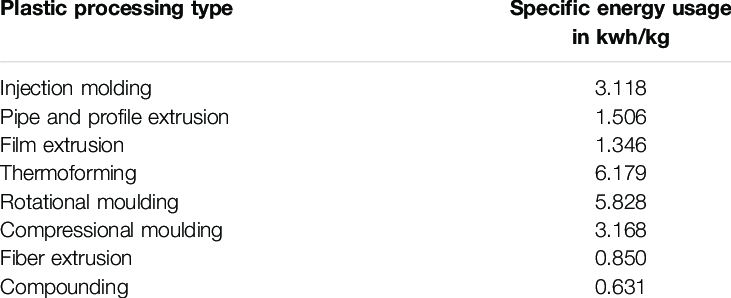 Plastic processing type Specific energy usage
in kwh/kg
Injection molding 3.118
Pipe and profile extrusion 1.506
Film extrusion 1.346
Thermoforming 6.179
Rotational moulding 5.828
Compressional moulding 3.168
Fiber extrusion 0.850
Compounding 0.631